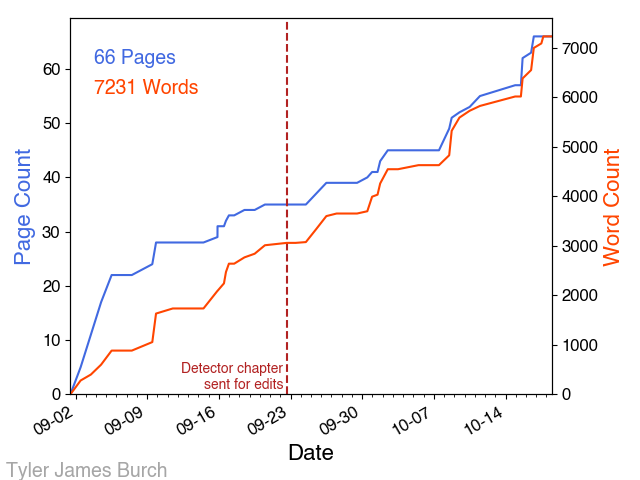 66 Pages
7231 Words
Page Count
60
50
40
30
20
10
0
7000
6000
5000
4000
3000
2000
1000
0
Word Count
Detector chapter
sent for edits
09-02
09-09
09-16
09-23
09-30
10-07
10-14
Date
Tyler James Burch